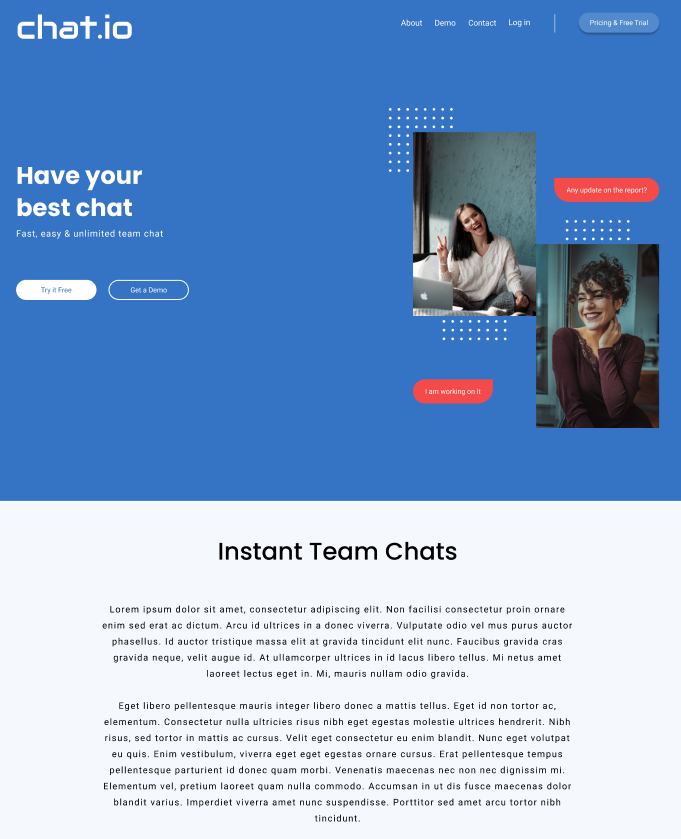 chat.io
About Demo Contact Log in Pricing & Free Trial
Have your
best chat
Fast, easy & unlimited team chat
Try it Free Get a Demo
Any update on the report?
I am working on it
Instant Team Chats
Lorem ipsum dolor sit amet, consectetur adipiscing elit. Non facilisi consectetur proin ornare
enim sed erat ac dictum. Arcu id ultrices in a donec viverra. Vulputate odio vel mus purus auctor
phasellus. Id auctor tristique massa elit at gravida tincidunt elit nunc. Faucibus gravida cras
gravida neque, velit augue id. At ullamcorper ultrices in id lacus libero tellus. Mi netus amet
laoreet lectus eget in. Mi, mauris nullam odio gravida.
Eget libero pellentesque mauris integer libero donec a mattis tellus. Eget id non tortor ac,
elementum. Consectetur nulla ultricies risus nibh eget egestas molestie ultrices hendrerit. Nibh
risus, sed tortor in mattis ac cursus. Velit eget consectetur eu enim blandit. Nunc eget volutpat
eu quis. Enim vestibulum, viverra eget eget egestas ornare cursus. Erat pellentesque tempus
pellentesque parturient id donec quam morbi. Venenatis maecenas nec non nec dignissim mi.
Elementum vel, pretium laoreet quam nulla commodo. Accumsan in ut dis fusce maecenas dolor
blandit varius. Imperdiet viverra amet nunc suspendisse. Porttitor sed amet arcu tortor nibh
tincidunt.